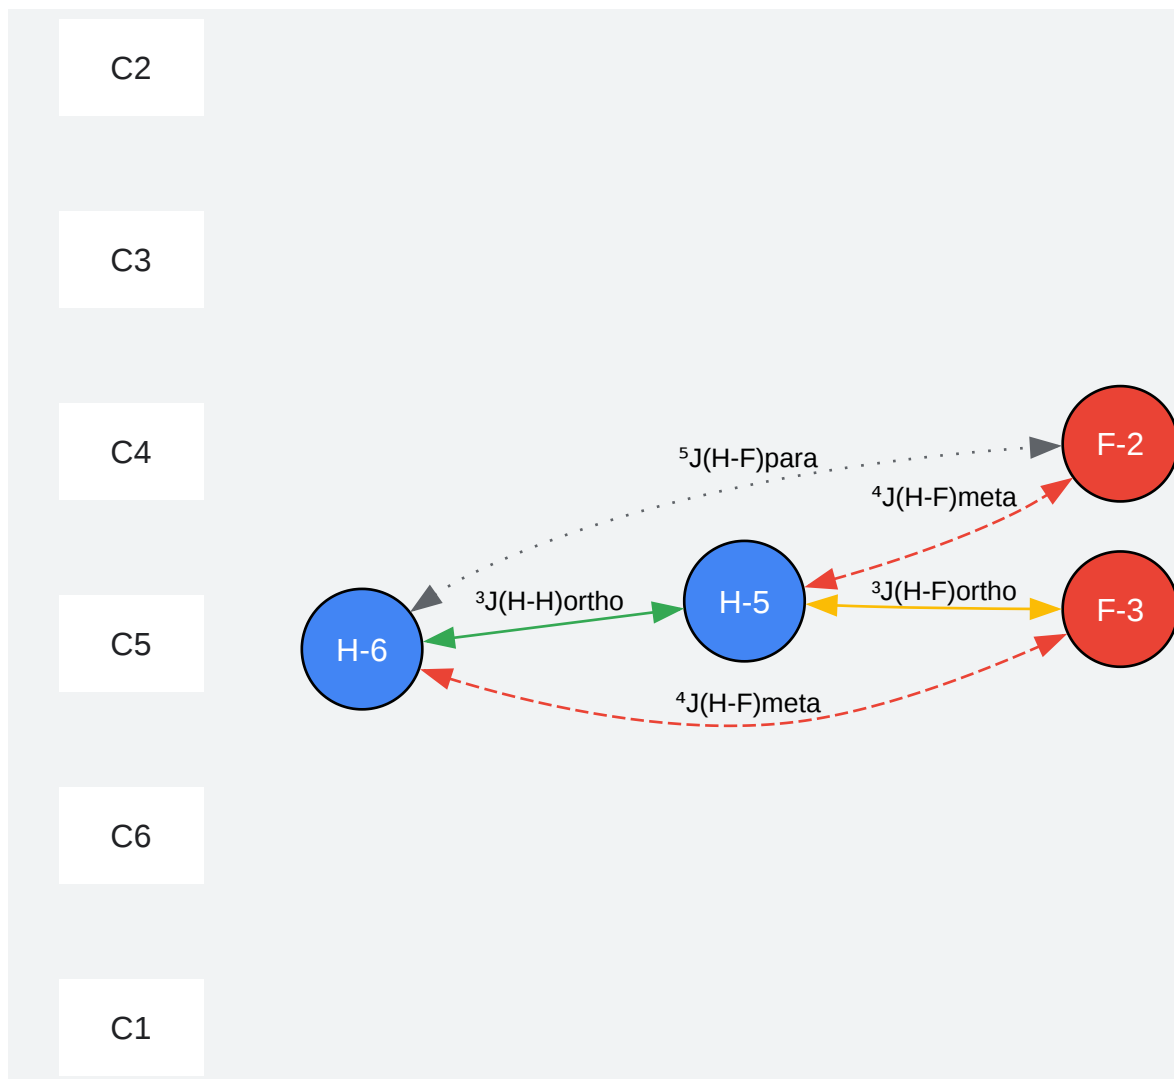 C2
C3
C4
F-2
⁵J(H-F)para
⁴J(H-F)meta
³J(H-H)ortho
H-5
³J(H-F)ortho
F-3
C5
H-6
⁴J(H-F)meta
C6
C1